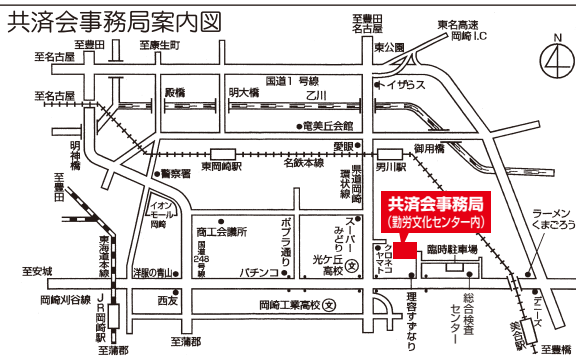 共済会事務局案内図
至豊田
至康生町
至豊田
名古屋
東名高速
岡崎I.C
至名古屋
東公園
N
国道1号線
トイザらス
至名古屋
殿橋
明大橋
乙川
竜美丘会館
明神橋
愛眼
御用橋
東岡崎駅
名鉄本線
男川駅
警察署
県道岡崎
環状線
至豊田
共済会事務局
(勤労文化センター内)
イオン
モール
岡崎
商工会議所
ポプラ通り
スーパー
みどり
ラーメン
くまごろう
東海道本線
国道248号線
光ケ丘
高校
文
クロネコ
ヤマト
臨時駐車場
至安城
洋服の青山
パチンコ
岡崎刈谷線
JR岡崎駅
西友
岡崎工業高校
文
理容すずなり
総合検査
センター
デニーズ
美合駅
至蒲郡
至蒲郡
至豊橋